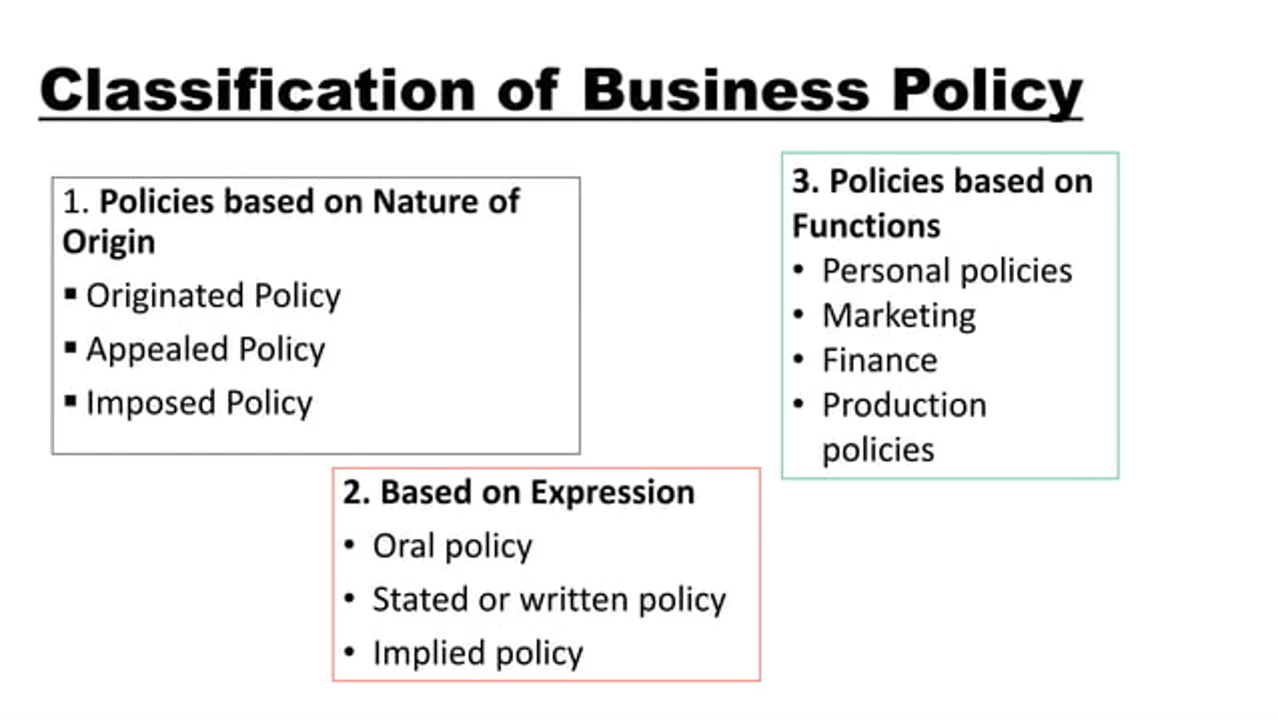 Classification of Business Policy
1. Policies based on Nature of
Origin
▪ Originated Policy
▪ Appealed Policy
▪ Imposed Policy
2. Based on Expression
• Oral policy
• Stated or written policy
• Implied policy
3. Policies based on
Functions
• Personal policies
• Marketing
• Finance
• Production
policies